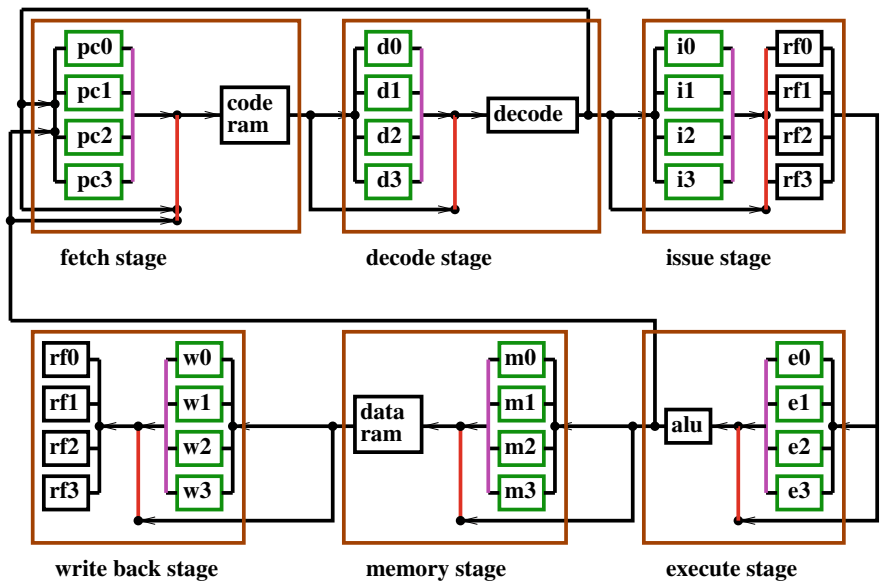 pc0
pc1
pc2
pc3
code
ram
fetch stage
d0
d1
d2
d3
decode
decode stage
i0
i1
i2
i3
rf0
rf1
rf2
rf3
issue stage
rf0
rf1
rf2
rf3
w0
w1
w2
w3
write back stage
data
ram
m0
m1
m2
m3
memory stage
alu
e0
e1
e2
e3
execute stage